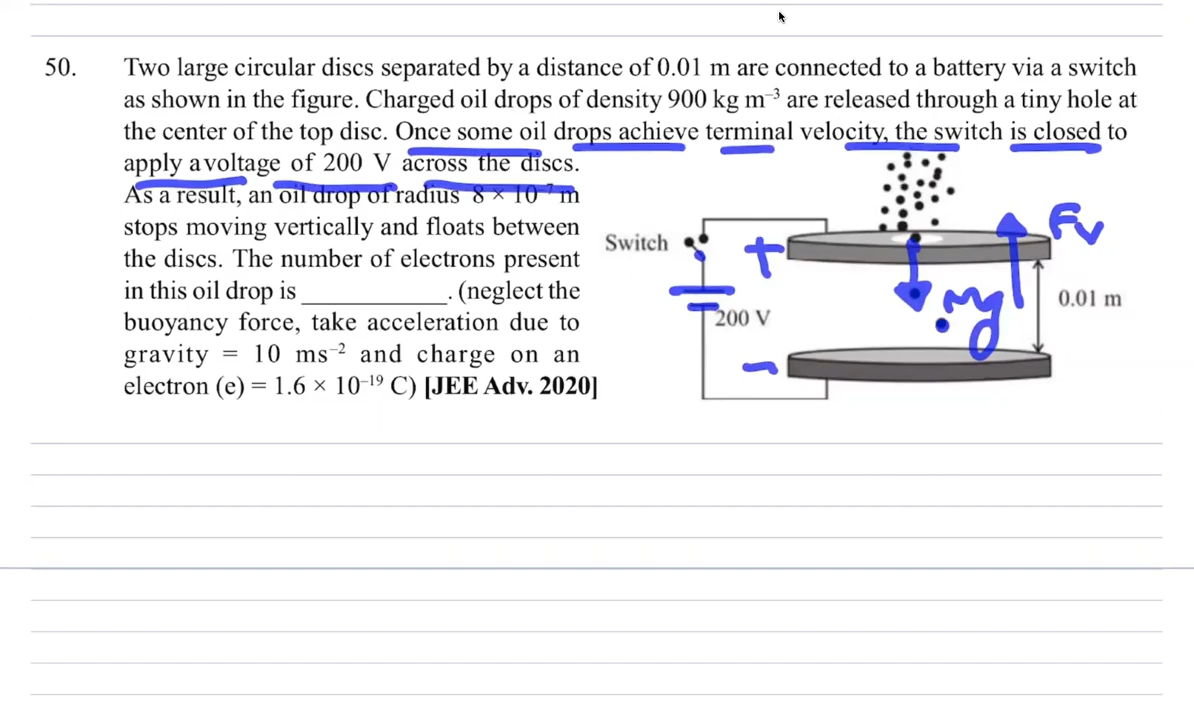 50. Two large circular discs separated by a distance of 0.01 m are connected to a battery via a switch
as shown in the figure. Charged oil drops of density 900 kg m⁻³ are released through a tiny hole at
the center of the top disc. Once some oil drops achieve terminal velocity, the switch is closed to
apply a voltage of 200 V across the discs.
As a result, an oil drop of radius 8 × 10⁻⁷ m
stops moving vertically and floats between
the discs. The number of electrons present
in this oil drop is __________. (neglect the
buoyancy force, take acceleration due to
gravity = 10 ms⁻² and charge on an
electron (e) = 1.6 × 10⁻¹⁹ C) [JEE Adv. 2020]
Switch
+
Fv
mg
0.01 m
200 V
-